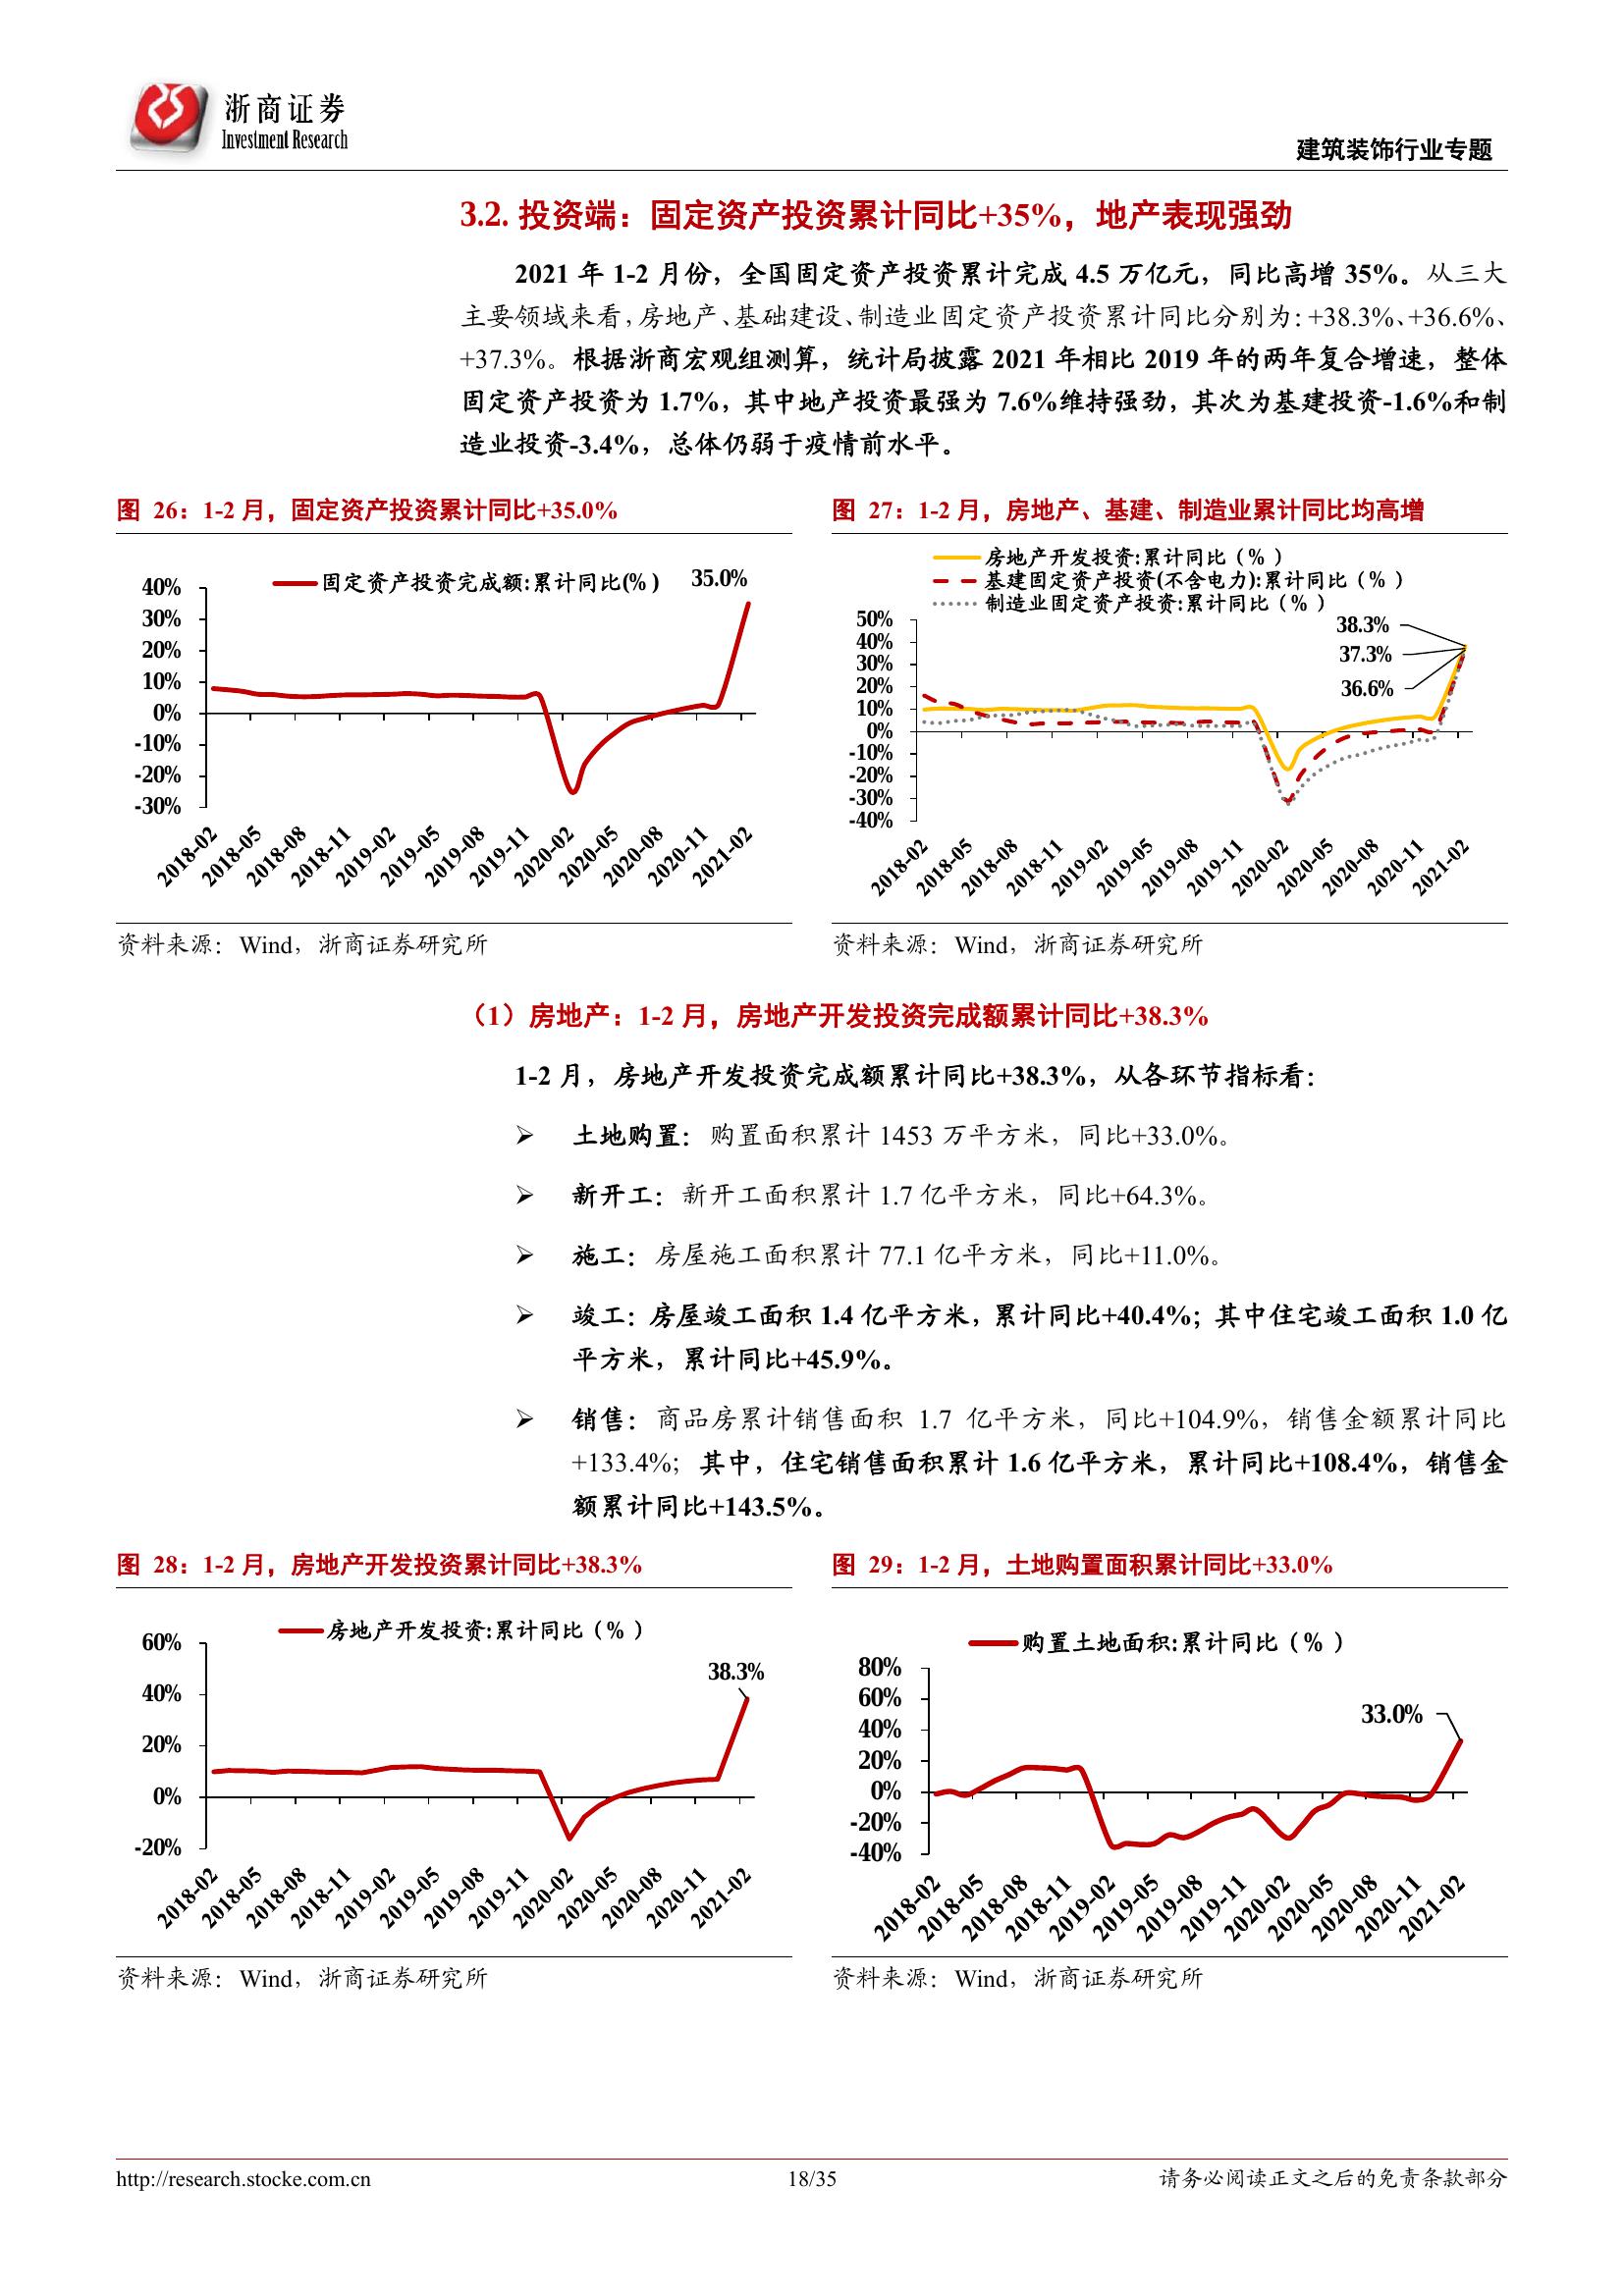 浙商证券
Investment Research
建筑装饰行业专题
3.2. 投资端：固定资产投资累计同比+35%，地产表现强劲
2021 年 1-2 月份，全国固定资产投资累计完成 4.5 万亿元，同比高增 35%。从三大
主要领域来看，房地产、基础建设、制造业固定资产投资累计同比分别为：+38.3%、+36.6%、
+37.3%。根据浙商宏观组测算，统计局披露 2021 年相比 2019 年的两年复合增速，整体
固定资产投资为 1.7%，其中地产投资最强为 7.6%维持强劲，其次为基建投资-1.6%和制
造业投资-3.4%，总体仍弱于疫情前水平。
图 26：1-2 月，固定资产投资累计同比+35.0%
固定资产投资完成额:累计同比(%)
35.0%
40%
30%
20%
10%
0%
-10%
-20%
-30%
2018-02
2018-05
2018-08
2018-11
2019-02
2019-05
2019-08
2019-11
2020-02
2020-05
2020-08
2020-11
2021-02
资料来源：Wind，浙商证券研究所
图 27：1-2 月，房地产、基建、制造业累计同比均高增
房地产开发投资:累计同比（%）
基建固定资产投资(不含电力):累计同比（%）
制造业固定资产投资:累计同比（%）
38.3%
37.3%
36.6%
50%
40%
30%
20%
10%
0%
-10%
-20%
-30%
-40%
2018-02
2018-05
2018-08
2018-11
2019-02
2019-05
2019-08
2019-11
2020-02
2020-05
2020-08
2020-11
2021-02
资料来源：Wind，浙商证券研究所
（1）房地产：1-2 月，房地产开发投资完成额累计同比+38.3%
1-2 月，房地产开发投资完成额累计同比+38.3%，从各环节指标看：
➢ 土地购置：购置面积累计 1453 万平方米，同比+33.0%。
➢ 新开工：新开工面积累计 1.7 亿平方米，同比+64.3%。
➢ 施工：房屋施工面积累计 77.1 亿平方米，同比+11.0%。
➢ 竣工：房屋竣工面积 1.4 亿平方米，累计同比+40.4%；其中住宅竣工面积 1.0 亿
平方米，累计同比+45.9%。
➢ 销售：商品房累计销售面积 1.7 亿平方米，同比+104.9%，销售金额累计同比
+133.4%；其中，住宅销售面积累计 1.6 亿平方米，累计同比+108.4%，销售金
额累计同比+143.5%。
图 28：1-2 月，房地产开发投资累计同比+38.3%
房地产开发投资:累计同比（%）
38.3%
60%
40%
20%
0%
-20%
2018-02
2018-05
2018-08
2018-11
2019-02
2019-05
2019-08
2019-11
2020-02
2020-05
2020-08
2020-11
2021-02
资料来源：Wind，浙商证券研究所
图 29：1-2 月，土地购置面积累计同比+33.0%
购置土地面积:累计同比（%）
33.0%
80%
60%
40%
20%
0%
-20%
-40%
2018-02
2018-05
2018-08
2018-11
2019-02
2019-05
2019-08
2019-11
2020-02
2020-05
2020-08
2020-11
2021-02
资料来源：Wind，浙商证券研究所
http://research.stocke.com.cn
18/35
请务必阅读正文之后的免责条款部分